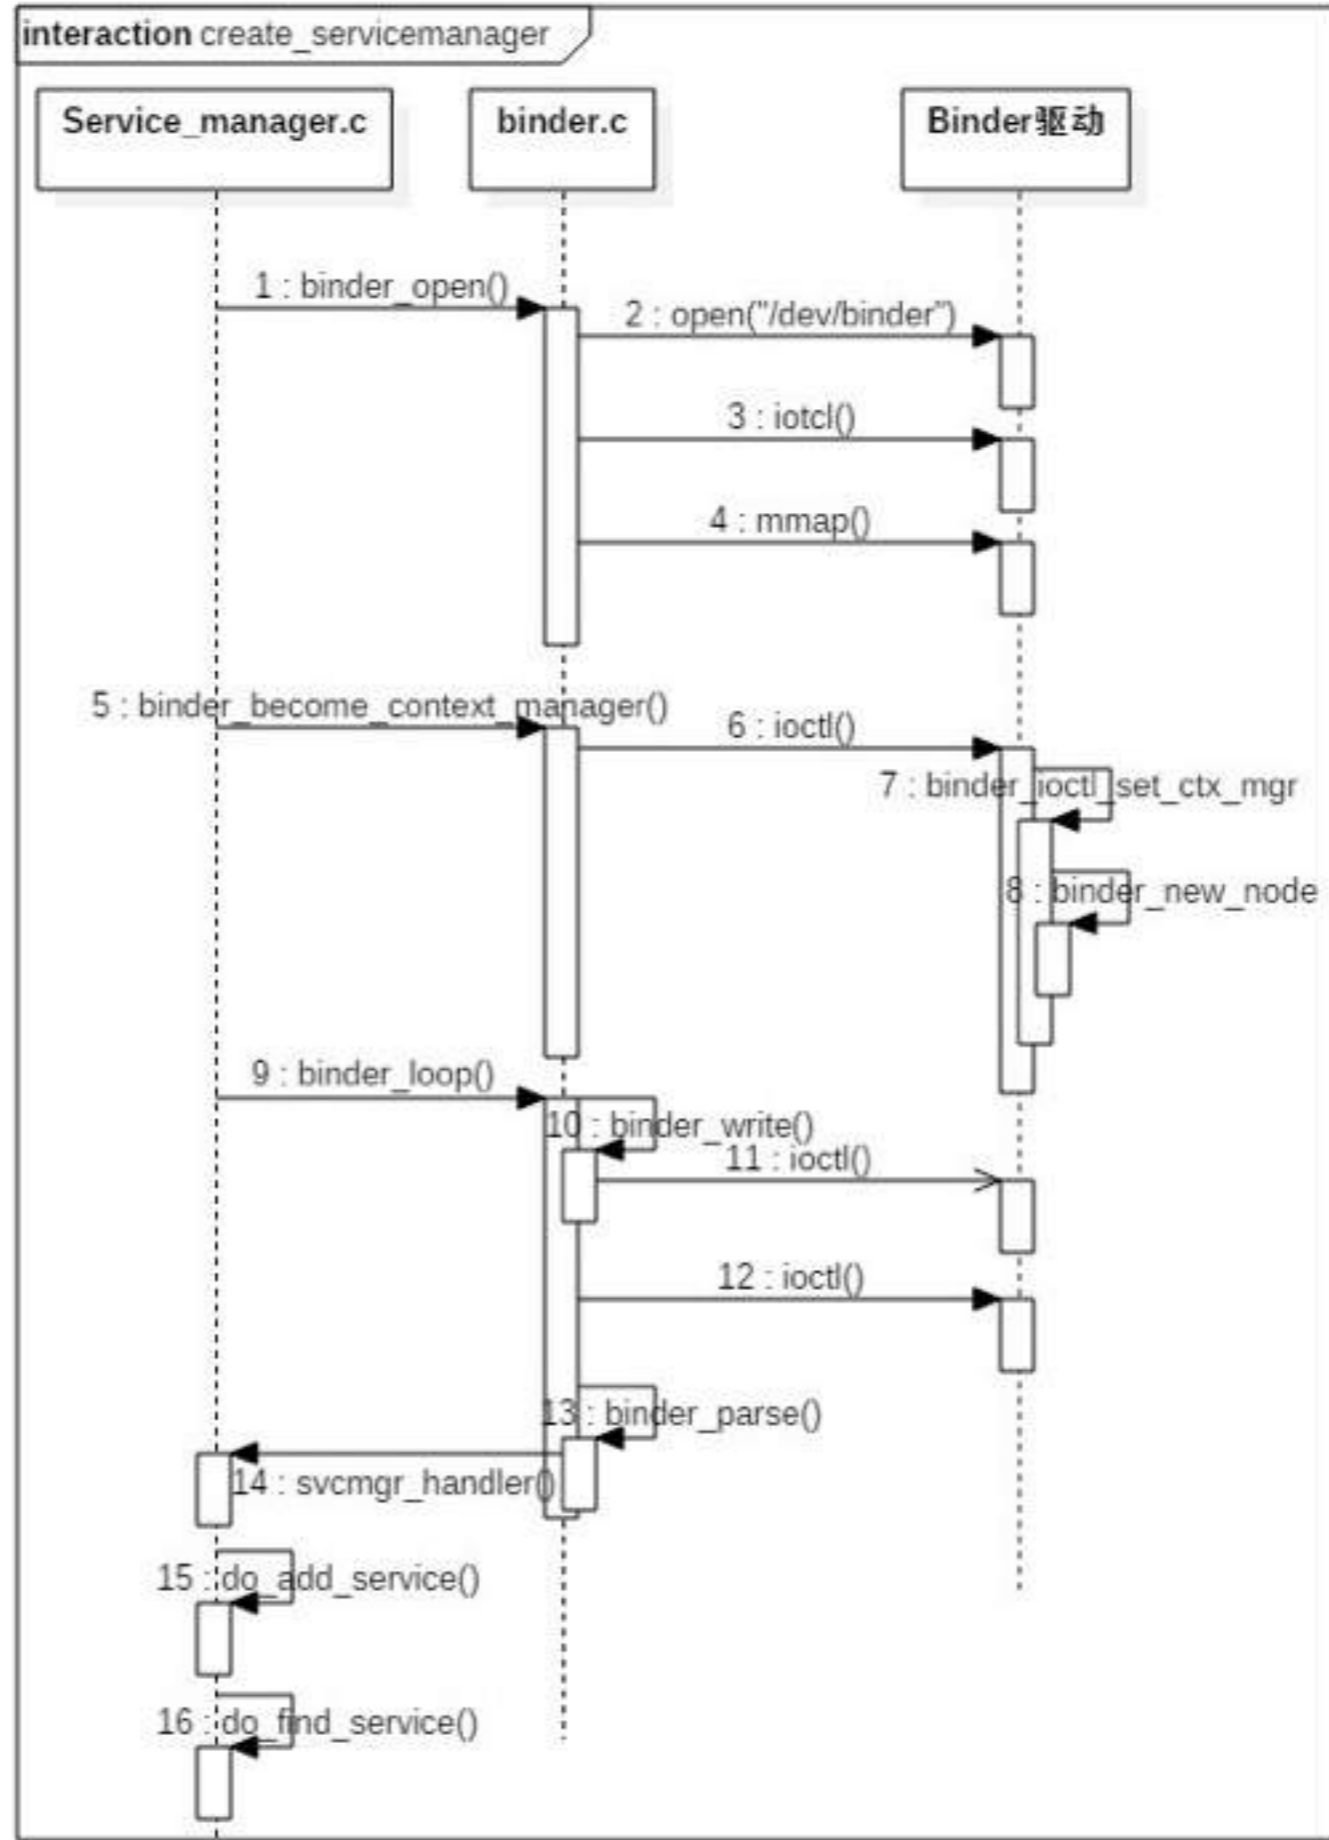 interaction create_servicemanager
Service_manager.c
binder.c
Binder驱动
1 : binder_open()
2 : open("/dev/binder")
3 : iotcl()
4 : mmap()
5 : binder_become_context_manager()
6 : ioctl()
7 : binder_ioctl_set_ctx_mgr
8 : binder_new_node
9 : binder_loop()
10 : binder_write()
11 : ioctl()
12 : ioctl()
13 : binder_parse()
14 : svcmgr_handler()
15 : do_add_service()
16 : do_find_service()